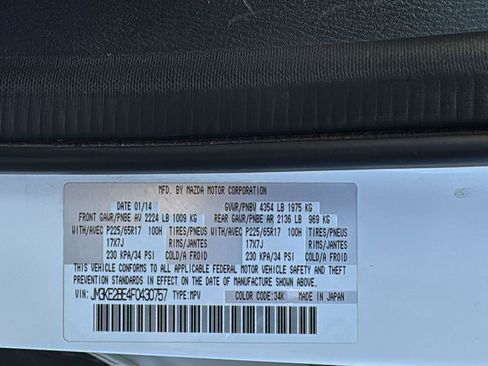 MFD. BY MAZDA MOTOR CORPORATION
DATE 01/14 GVWR/PNBV 4354 LB 1975 KG
FRONT GAWR/PNBE AV 2224 LB 1009 KG REAR GAWR/PNBE AR 2136 LB 969 KG
WITH/AVEC P225/65R17 100H TIRES/PNEUS WITH/AVEC P225/65R17 100H TIRES/PNEUS
17X7J RIMS/JANTES 17X7J RIMS/JANTES
230 KPA/34 PSI COLD/A FROID 230 KPA/34 PSI COLD/A FROID
THIS VEHICLE CONFORMS TO ALL APPLICABLE FEDERAL MOTOR VEHICLE SAFETY AND THEFT
PREVENTION STANDARDS IN EFFECT ON THE DATE OF MANUFACTURE SHOWN ABOVE.
VIN: JM3KE2BE4F0430757 TYPE:MPV COLOR CODE:34K MADE IN JAPAN